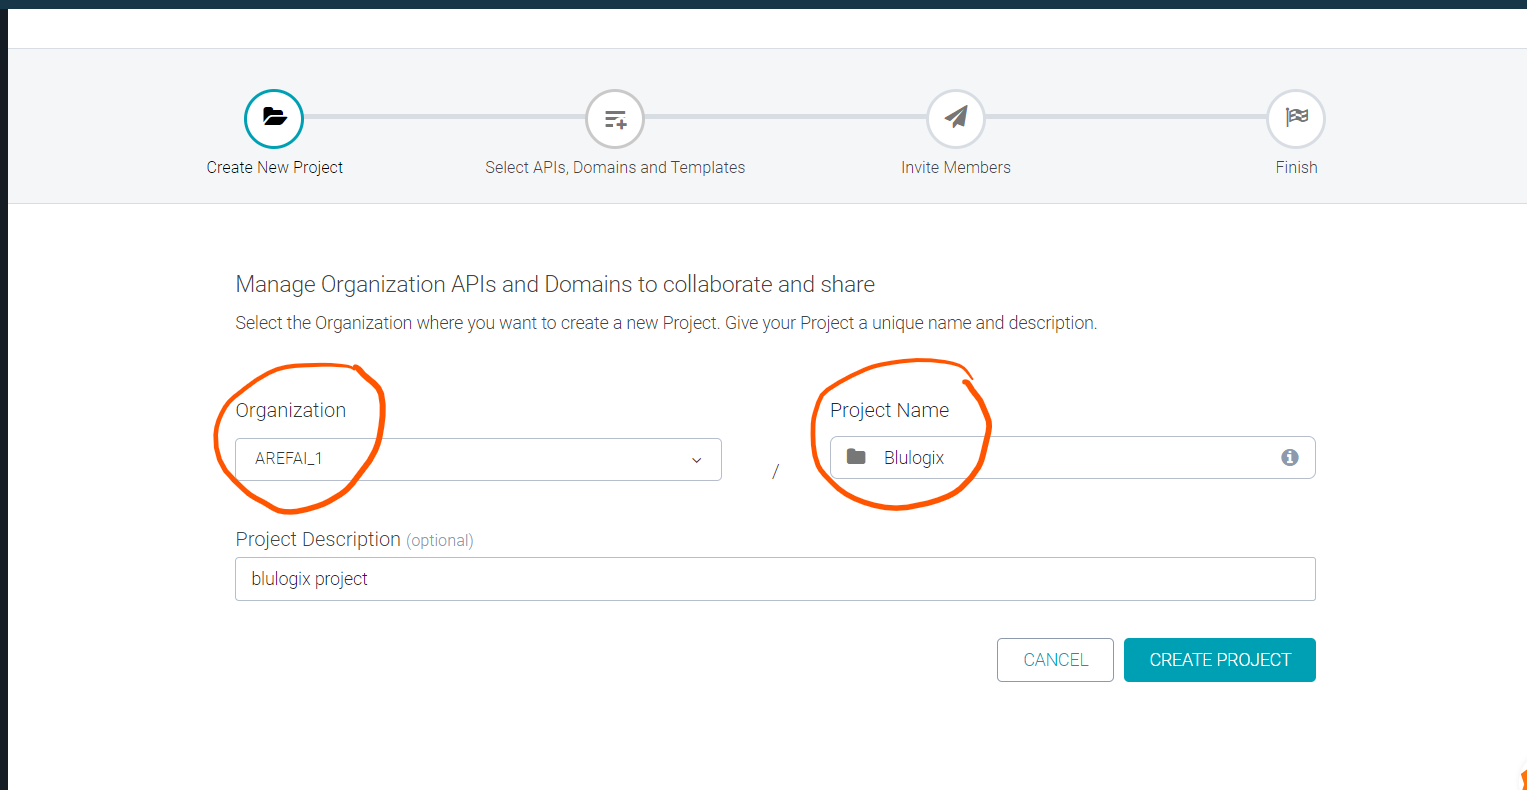 Create New Project
Select APIs, Domains and Templates
Invite Members
Finish
Manage Organization APIs and Domains to collaborate and share
Select the Organization where you want to create a new Project. Give your Project a unique name and description.
Organization
Project Name
AREFAI_1
/
Blulogix
Project Description (optional)
blulogix project
CANCEL
CREATE PROJECT